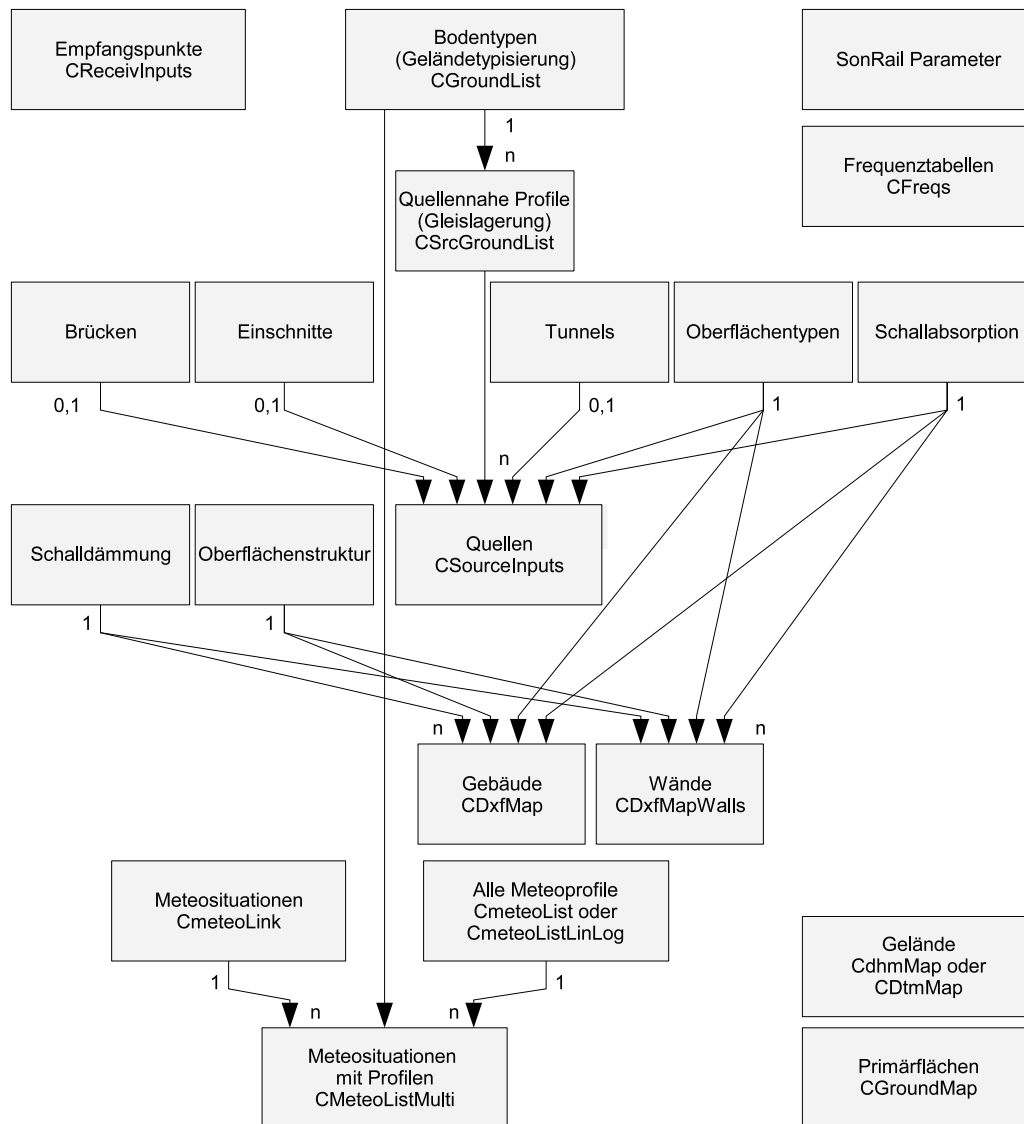 Empfangspunkte
CReceivInputs
Bodentypen
(Geländetypisierung)
CGroundList
SonRail Parameter
1
n
Frequenztabellen
CFreqs
Quellennahe Profile
(Gleislagerung)
CSrcGroundList
Brücken
Einschnitte
Tunnels
Oberflächentypen
Schallabsorption
0,1
0,1
0,1
1
1
n
Schalldämmung
Oberflächenstruktur
Quellen
CSourceInputs
1
1
n
n
Gebäude
CDxfMap
Wände
CDxfMapWalls
Meteosituationen
CmeteoLink
Alle Meteoprofile
CmeteoList oder
CmeteoListLinLog
Gelände
CdhmMap oder
CDtmMap
1
1
n
n
Meteosituationen
mit Profilen
CMeteoListMulti
Primärflächen
CGroundMap